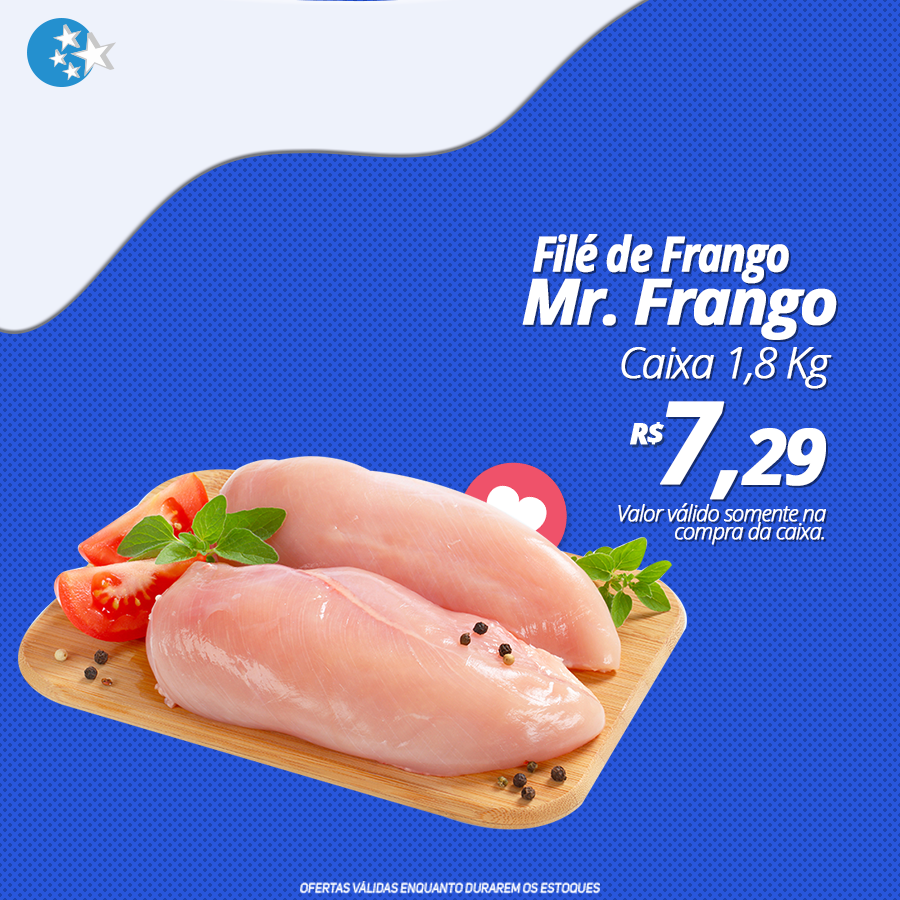 Filé de Frango
Mr. Frango
Caixa 1,8 Kg
R$7,29
Valor válido somente na
compra da caixa.
OFERTAS VÁLIDAS ENQUANTO DURAREM OS ESTOQUES